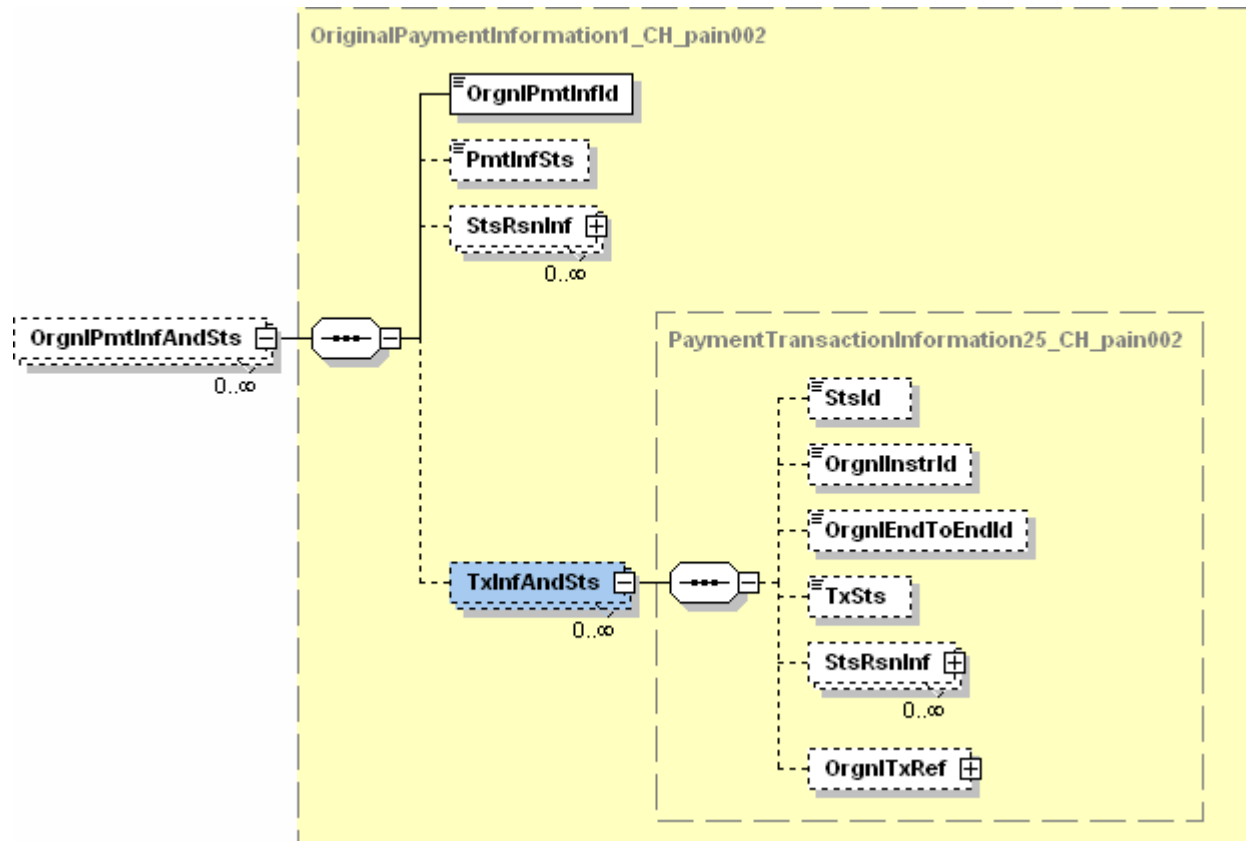 OriginalPaymentInformation1_CH_pain002
OrgnlPmtInfId
PmtInfSts
StsRsnInf
0..∞
OrgnlPmtInfAndSts
0..∞
PaymentTransactionInformation25_CH_pain002
StsId
OrgnlInstrId
OrgnlEndToEndId
TxInfAndSts
0..∞
TxSts
StsRsnInf
0..∞
OrgnlTxRef